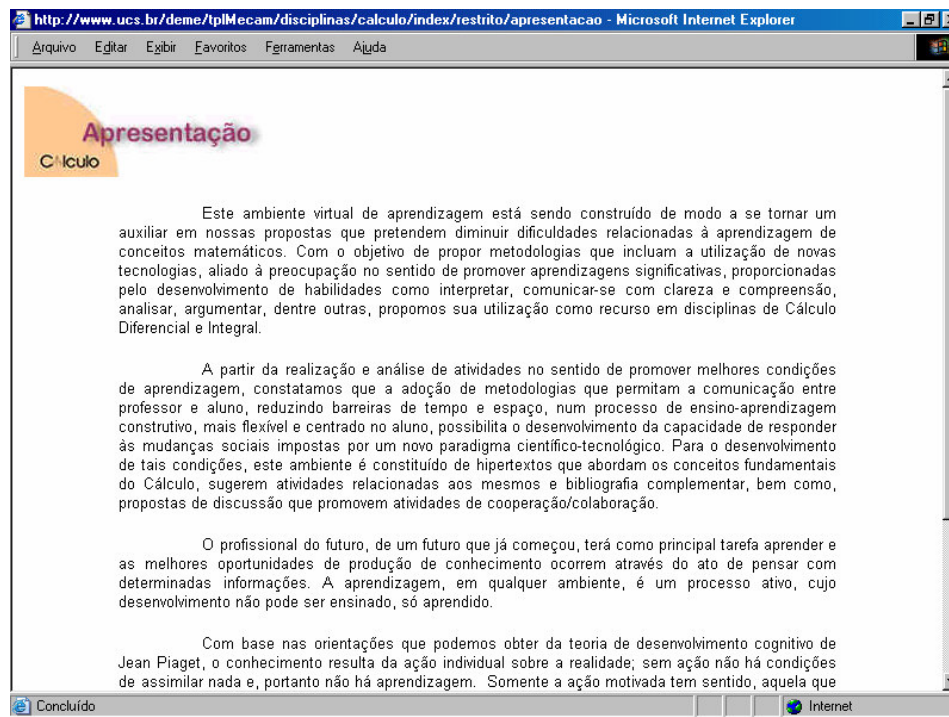 http://www.ucs.br/deme/tplMecam/disciplinas/calculo/index/restrito/apresentacao - Microsoft Internet Explorer
Arquivo Editar Exibir Favoritos Ferramentas Ajuda
Apresentação
Cálculo
Este ambiente virtual de aprendizagem está sendo construído de modo a se tornar um
auxiliar em nossas propostas que pretendem diminuir dificuldades relacionadas à aprendizagem de
conceitos matemáticos. Com o objetivo de propor metodologias que incluam a utilização de novas
tecnologias, aliado à preocupação no sentido de promover aprendizagens significativas, proporcionadas
pelo desenvolvimento de habilidades como interpretar, comunicar-se com clareza e compreensão,
analisar, argumentar, dentre outras, propomos sua utilização como recurso em disciplinas de Cálculo
Diferencial e Integral.
A partir da realização e análise de atividades no sentido de promover melhores condições
de aprendizagem, constatamos que a adoção de metodologias que permitam a comunicação entre
professor e aluno, reduzindo barreiras de tempo e espaço, num processo de ensino-aprendizagem
construtivo, mais flexível e centrado no aluno, possibilita o desenvolvimento da capacidade de responder
às mudanças sociais impostas por um novo paradigma científico-tecnológico. Para o desenvolvimento
de tais condições, este ambiente é constituído de hipertextos que abordam os conceitos fundamentais
do Cálculo, sugerem atividades relacionadas aos mesmos e bibliografia complementar, bem como,
propostas de discussão que promovem atividades de cooperação/colaboração.
O profissional do futuro, de um futuro que já começou, terá como principal tarefa aprender e
as melhores oportunidades de produção de conhecimento ocorrem através do ato de pensar com
determinadas informações. A aprendizagem, em qualquer ambiente, é um processo ativo, cujo
desenvolvimento não pode ser ensinado, só aprendido.
Com base nas orientações que podemos obter da teoria de desenvolvimento cognitivo de
Jean Piaget, o conhecimento resulta da ação individual sobre a realidade; sem ação não há condições
de assimilar nada e, portanto não há aprendizagem. Somente a ação motivada tem sentido, aquela que
Concluído
Internet